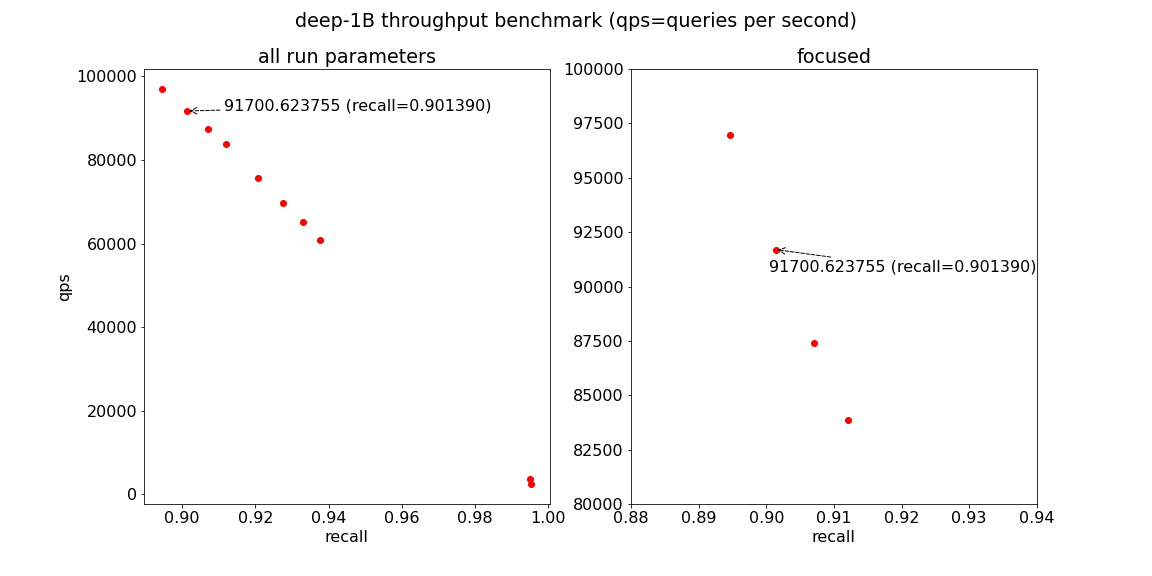 deep-1B throughput benchmark (qps=queries per second)
all run parameters
100000
80000
60000
40000
20000
0
qps
91700.623755 (recall=0.901390)
0.90 0.92 0.94 0.96 0.98 1.00
recall
focused
100000
97500
95000
92500
90000
87500
85000
82500
80000
91700.623755 (recall=0.901390)
0.88 0.89 0.90 0.91 0.92 0.93 0.94
recall